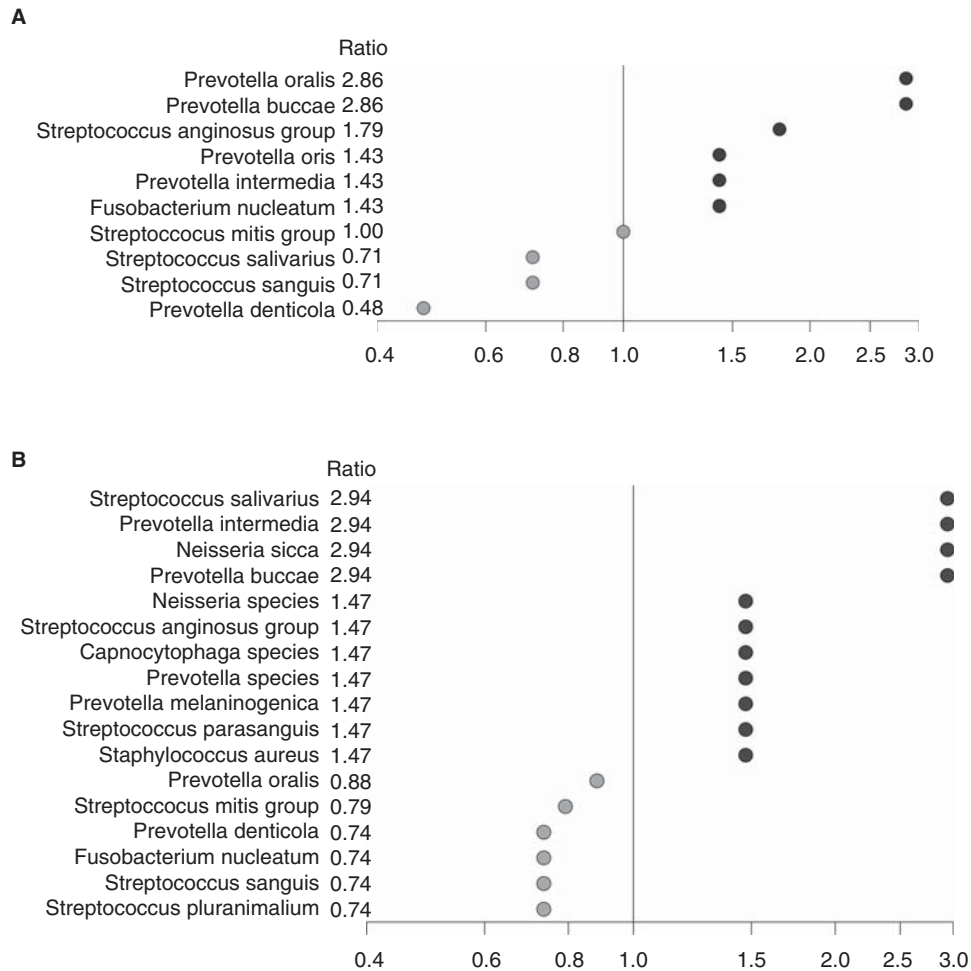 A
Ratio
Prevotella oralis 2.86
Prevotella buccae 2.86
Streptococcus anginosus group 1.79
Prevotella oris 1.43
Prevotella intermedia 1.43
Fusobacterium nucleatum 1.43
Streptoccocus mitis group 1.00
Streptococcus salivarius 0.71
Streptococcus sanguis 0.71
Prevotella denticola 0.48
0.4 0.6 0.8 1.0 1.5 2.0 2.5 3.0
B
Ratio
Streptococcus salivarius 2.94
Prevotella intermedia 2.94
Neisseria sicca 2.94
Prevotella buccae 2.94
Neisseria species 1.47
Streptococcus anginosus group 1.47
Capnocytophaga species 1.47
Prevotella species 1.47
Prevotella melaninogenica 1.47
Streptococcus parasanguis 1.47
Staphylococcus aureus 1.47
Prevotella oralis 0.88
Streptoccocus mitis group 0.79
Prevotella denticola 0.74
Fusobacterium nucleatum 0.74
Streptococcus sanguis 0.74
Streptococcus pluranimalium 0.74
0.4 0.6 0.8 1.0 1.5 2.0 2.5 3.0